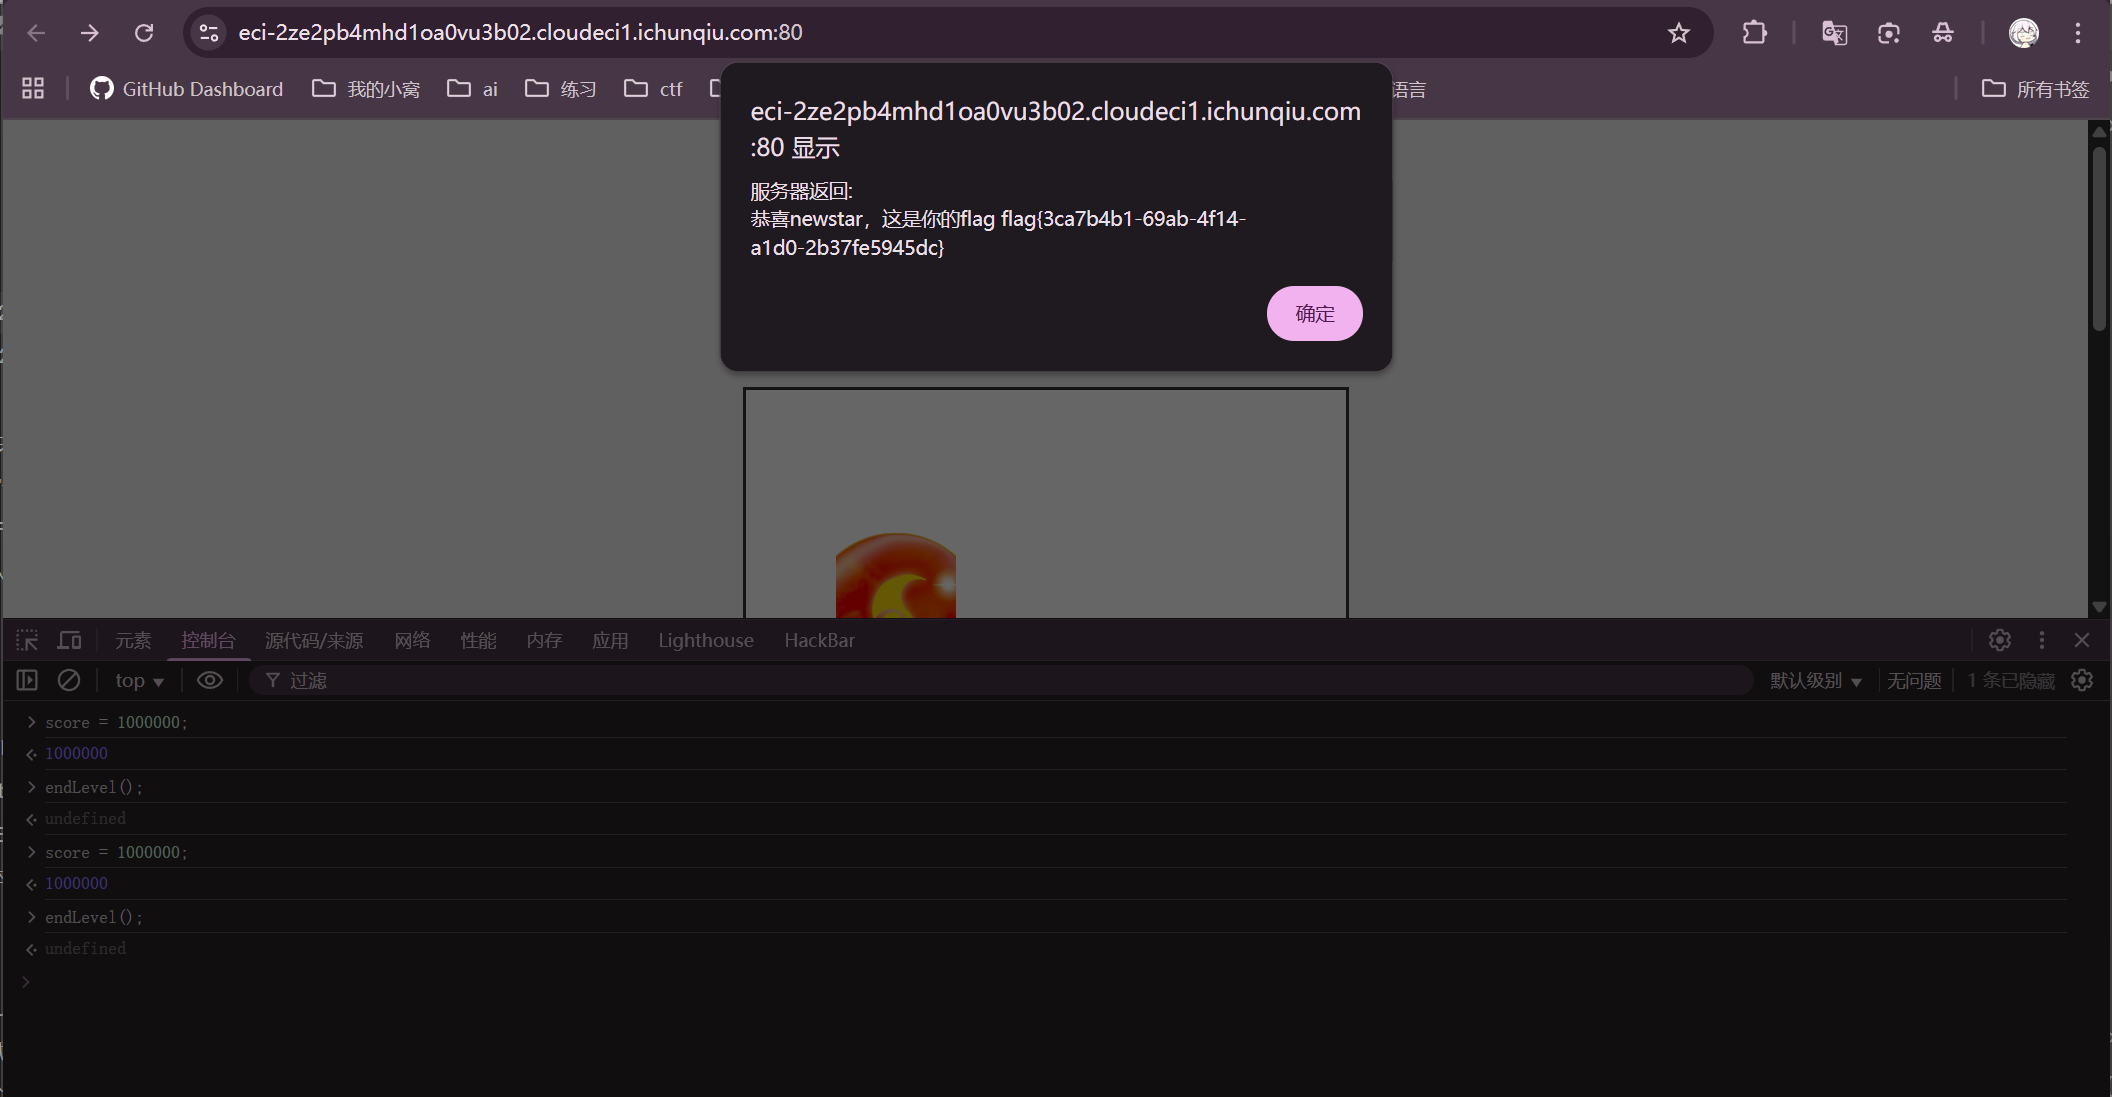 eci-2ze2pb4mhd1oa0vu3b02.cloudeci1.ichunqiu.com:80
GitHub Dashboard
我的小窝
ai
练习
ctf
语言
所有书签
eci-2ze2pb4mhd1oa0vu3b02.cloudeci1.ichunqiu.com
:80 显示
服务器返回:
恭喜newstar，这是你的flag flag{3ca7b4b1-69ab-4f14-
a1d0-2b37fe5945dc}
确定
元素 控制台 源代码/来源 网络 性能 内存 应用 Lighthouse HackBar
top 过滤 默认级别 无问题 1 条已隐藏
score = 1000000;
1000000
endLevel();
undefined
score = 1000000;
1000000
endLevel();
undefined